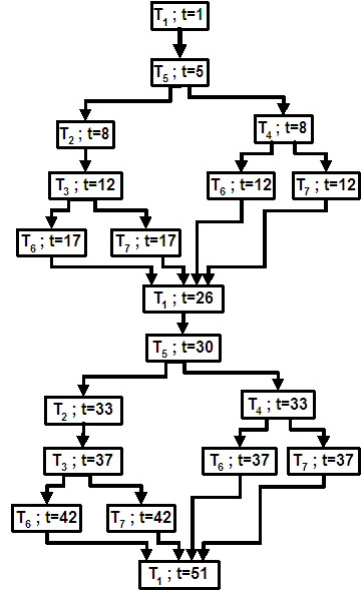 T1 ; t=1
T5 ; t=5
T2 ; t=8
T4 ; t=8
T3 ; t=12
T6 ; t=12
T7 ; t=12
T6 ; t=17
T7 ; t=17
T1 ; t=26
T5 ; t=30
T2 ; t=33
T4 ; t=33
T3 ; t=37
T6 ; t=37
T7 ; t=37
T6 ; t=42
T7 ; t=42
T1 ; t=51